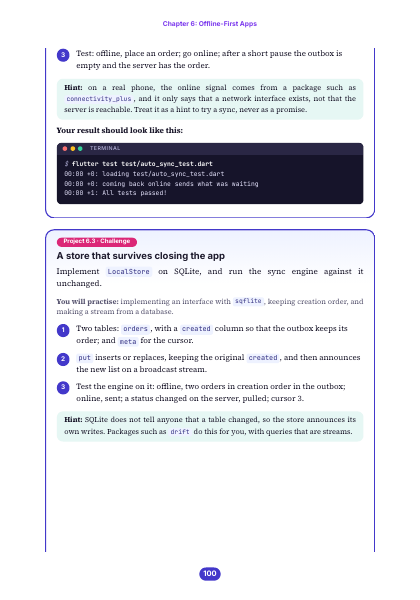 Chapter 6: Offline-First Apps
3 Test: offline, place an order; go online; after a short pause the outbox is
empty and the server has the order.
Hint: on a real phone, the online signal comes from a package such as
connectivity_plus, and it only says that a network interface exists, not that the
server is reachable. Treat it as a hint to try a sync, never as a promise.
Your result should look like this:
TERMINAL
$ flutter test test/auto_sync_test.dart
00:00 +0: loading test/auto_sync_test.dart
00:00 +0: coming back online sends what was waiting
00:00 +1: All tests passed!
Project 6.3 · Challenge
A store that survives closing the app
Implement LocalStore on SQLite, and run the sync engine against it
unchanged.
You will practise: implementing an interface with sqflite, keeping creation order, and
making a stream from a database.
1 Two tables: orders, with a created column so that the outbox keeps its
order; and meta for the cursor.
2 put inserts or replaces, keeping the original created, and then announces
the new list on a broadcast stream.
3 Test the engine on it: offline, two orders in creation order in the outbox;
online, sent; a status changed on the server, pulled; cursor 3.
Hint: SQLite does not tell anyone that a table changed, so the store announces its
own writes. Packages such as drift do this for you, with queries that are streams.
100